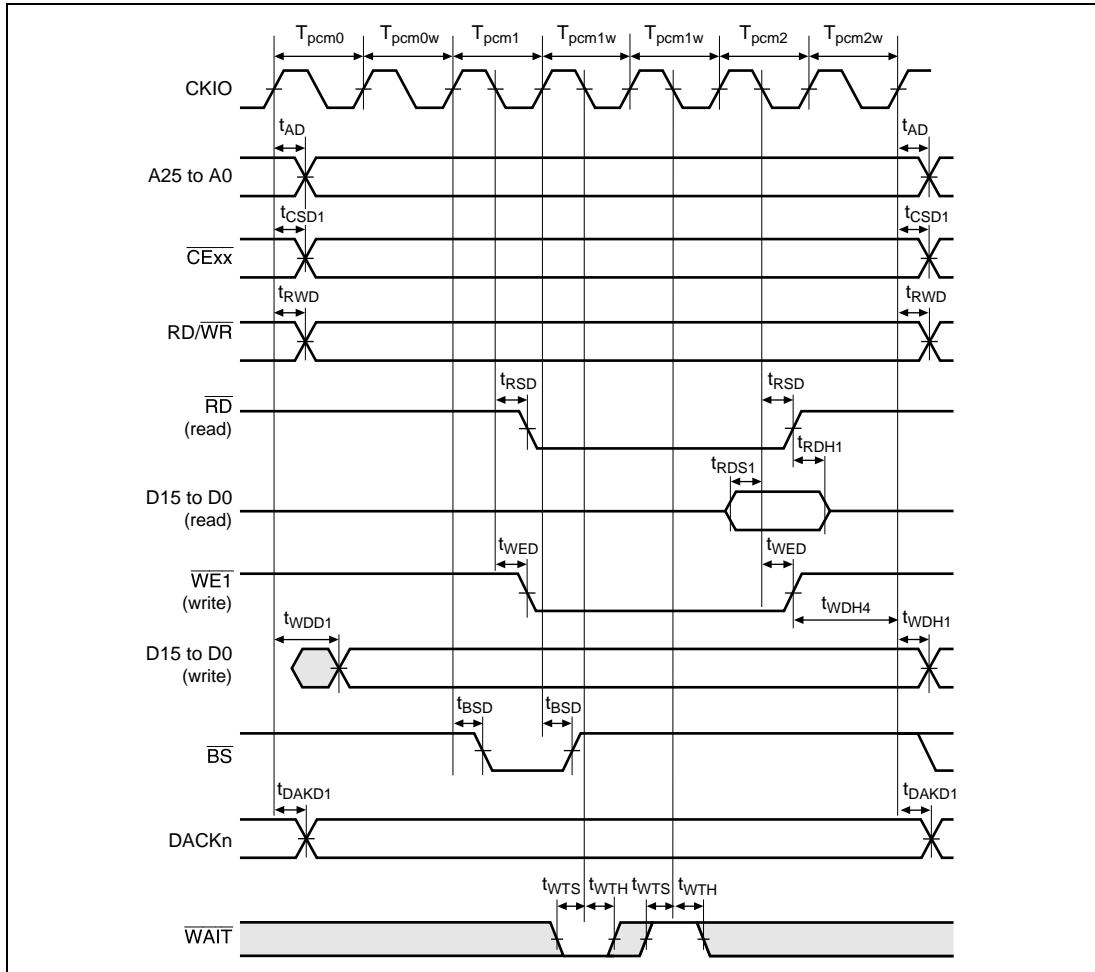 Tpcm0 Tpcm0w Tpcm1 Tpcm1w Tpcm1w Tpcm2 Tpcm2w
CKIO
tAD tAD
A25 to A0
tCSD1 tCSD1
CExx
tRWD tRWD
RD/WR
tRSD tRSD
RD
(read)
tRDH1
tRDS1
D15 to D0
(read)
tWED tWED
WE1
(write)
tWDH4
tWDD1 tWDH1
D15 to D0
(write)
tBSD tBSD
BS
tDAKD1 tDAKD1
DACKn
tWTS tWTH tWTS tWTH
WAIT